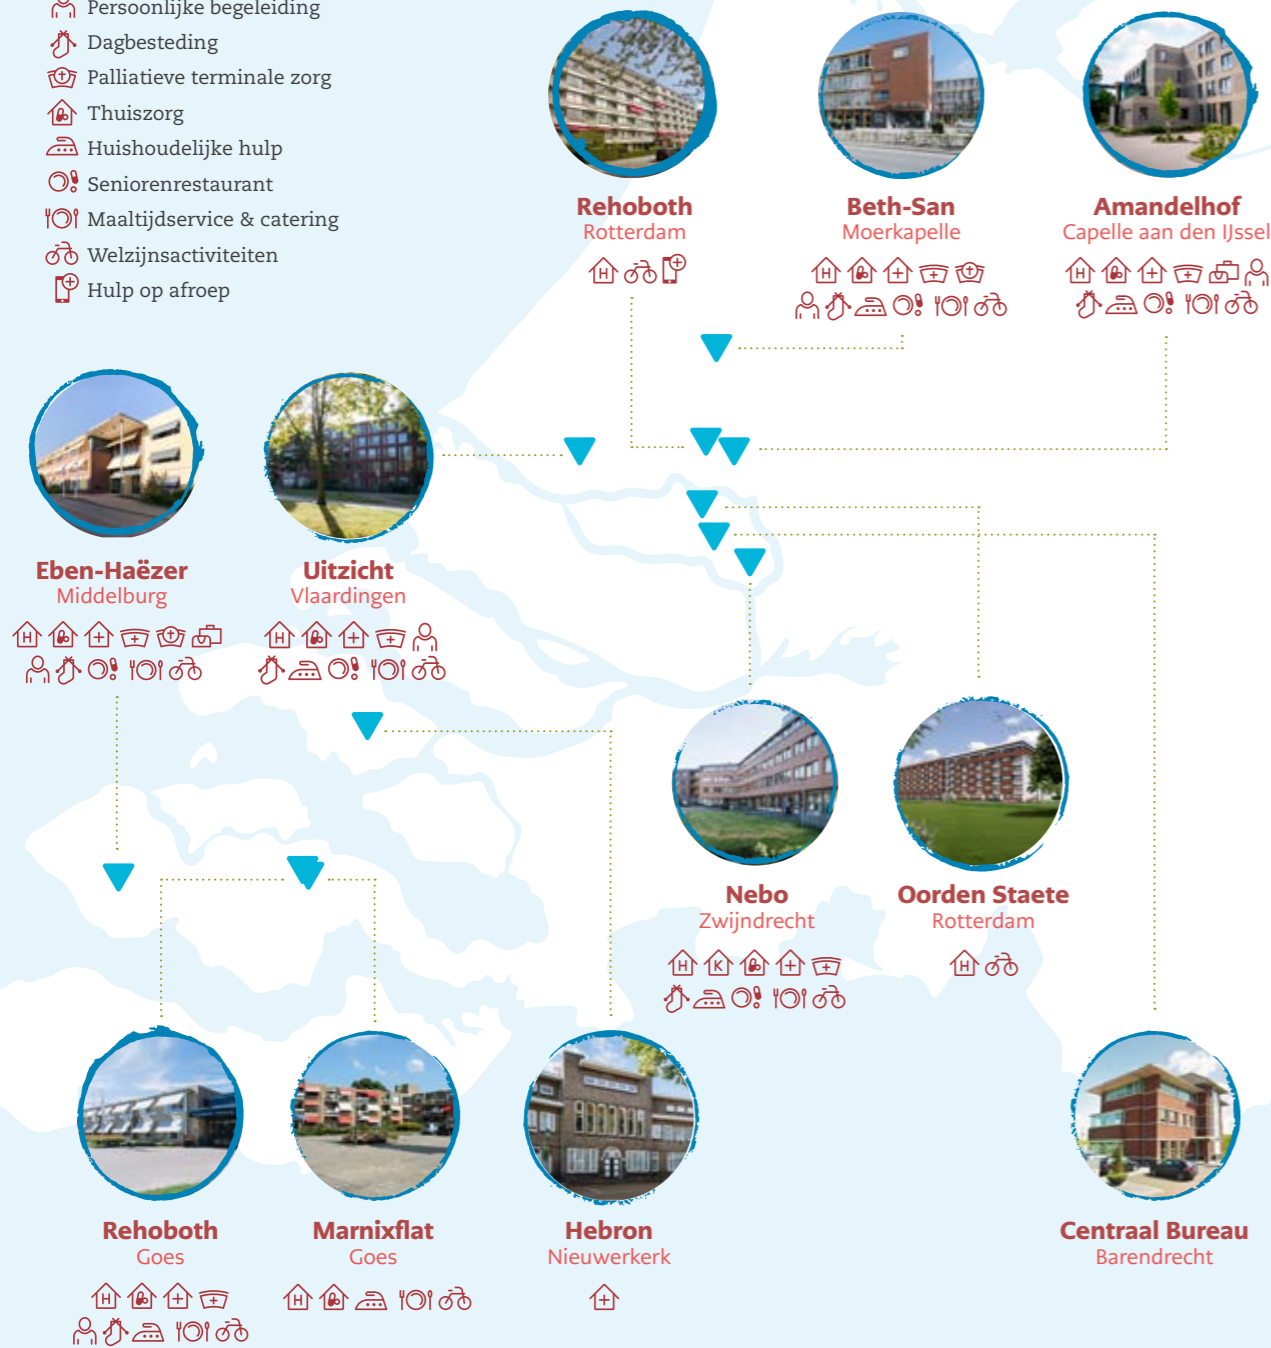 Persoonlijke begeleiding
Dagbesteding
Palliatieve terminale zorg
Thuiszorg
Huishoudelijke hulp
Seniorenrestaurant
Maaltijdservice & catering
Welzijnsactiviteiten
Hulp op afroep
Rehoboth
Rotterdam
Beth-San
Moerkapelle
Amandelhof
Capelle aan den IJssel
Eben-Haëzer
Middelburg
Uitzicht
Vlaardingen
Nebo
Zwijndrecht
Oorden Staete
Rotterdam
Rehoboth
Goes
Marnixflat
Goes
Hebron
Nieuwerkerk
Centraal Bureau
Barendrecht